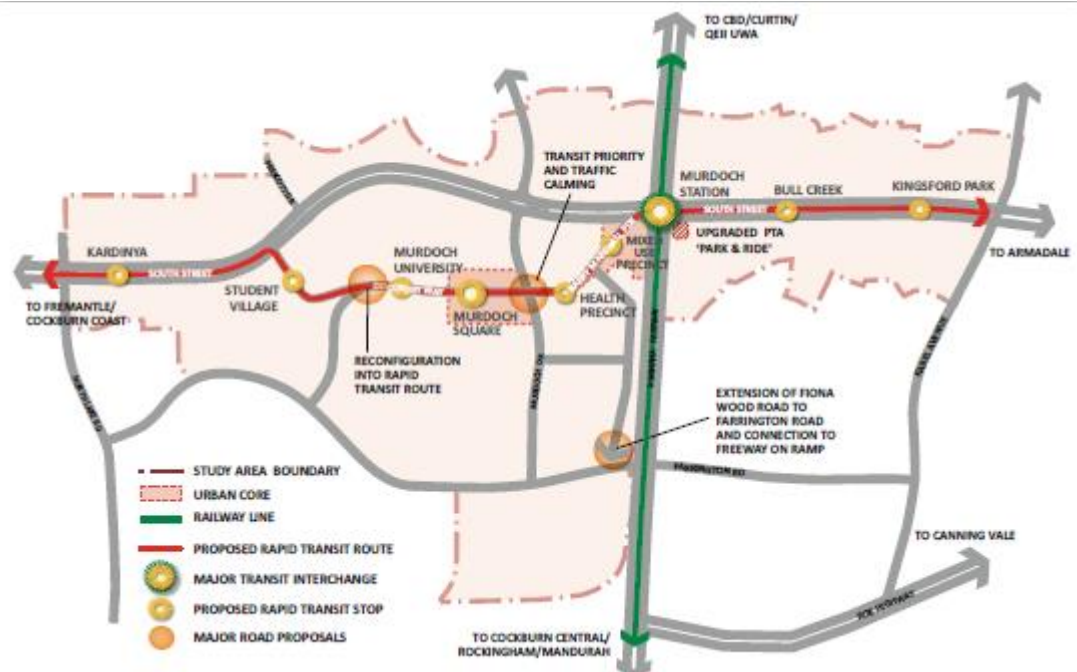 TO CBD/CURTIN/
QEII UWA
TRANSIT PRIORITY
AND TRAFFIC
CALMING
MURDOCH
STATION
BULL CREEK
KINGSFORD PARK
SOUTH STREET
UPGRADED PTA
'PARK & RIDE'
TO ARMADALE
KARDINYA
SOUTH STREET
MURDOCH
UNIVERSITY
MIXED
USE
PRECINCT
STUDENT
VILLAGE
MURDOCH
SQUARE
HEALTH
PRECINCT
TO FREMANTLE/
COCKBURN COAST
RECONFIGURATION
INTO RAPID
TRANSIT ROUTE
EXTENSION OF FIONA
WOOD ROAD TO
FARRINGTON ROAD
AND CONNECTION TO
FREEWAY ON RAMP
FARRINGTON RD
STUDY AREA BOUNDARY
URBAN CORE
RAILWAY LINE
PROPOSED RAPID TRANSIT ROUTE
MAJOR TRANSIT INTERCHANGE
PROPOSED RAPID TRANSIT STOP
MAJOR ROAD PROPOSALS
TO CANNING VALE
TO COCKBURN CENTRAL/
ROCKINGHAM/MANDURAH